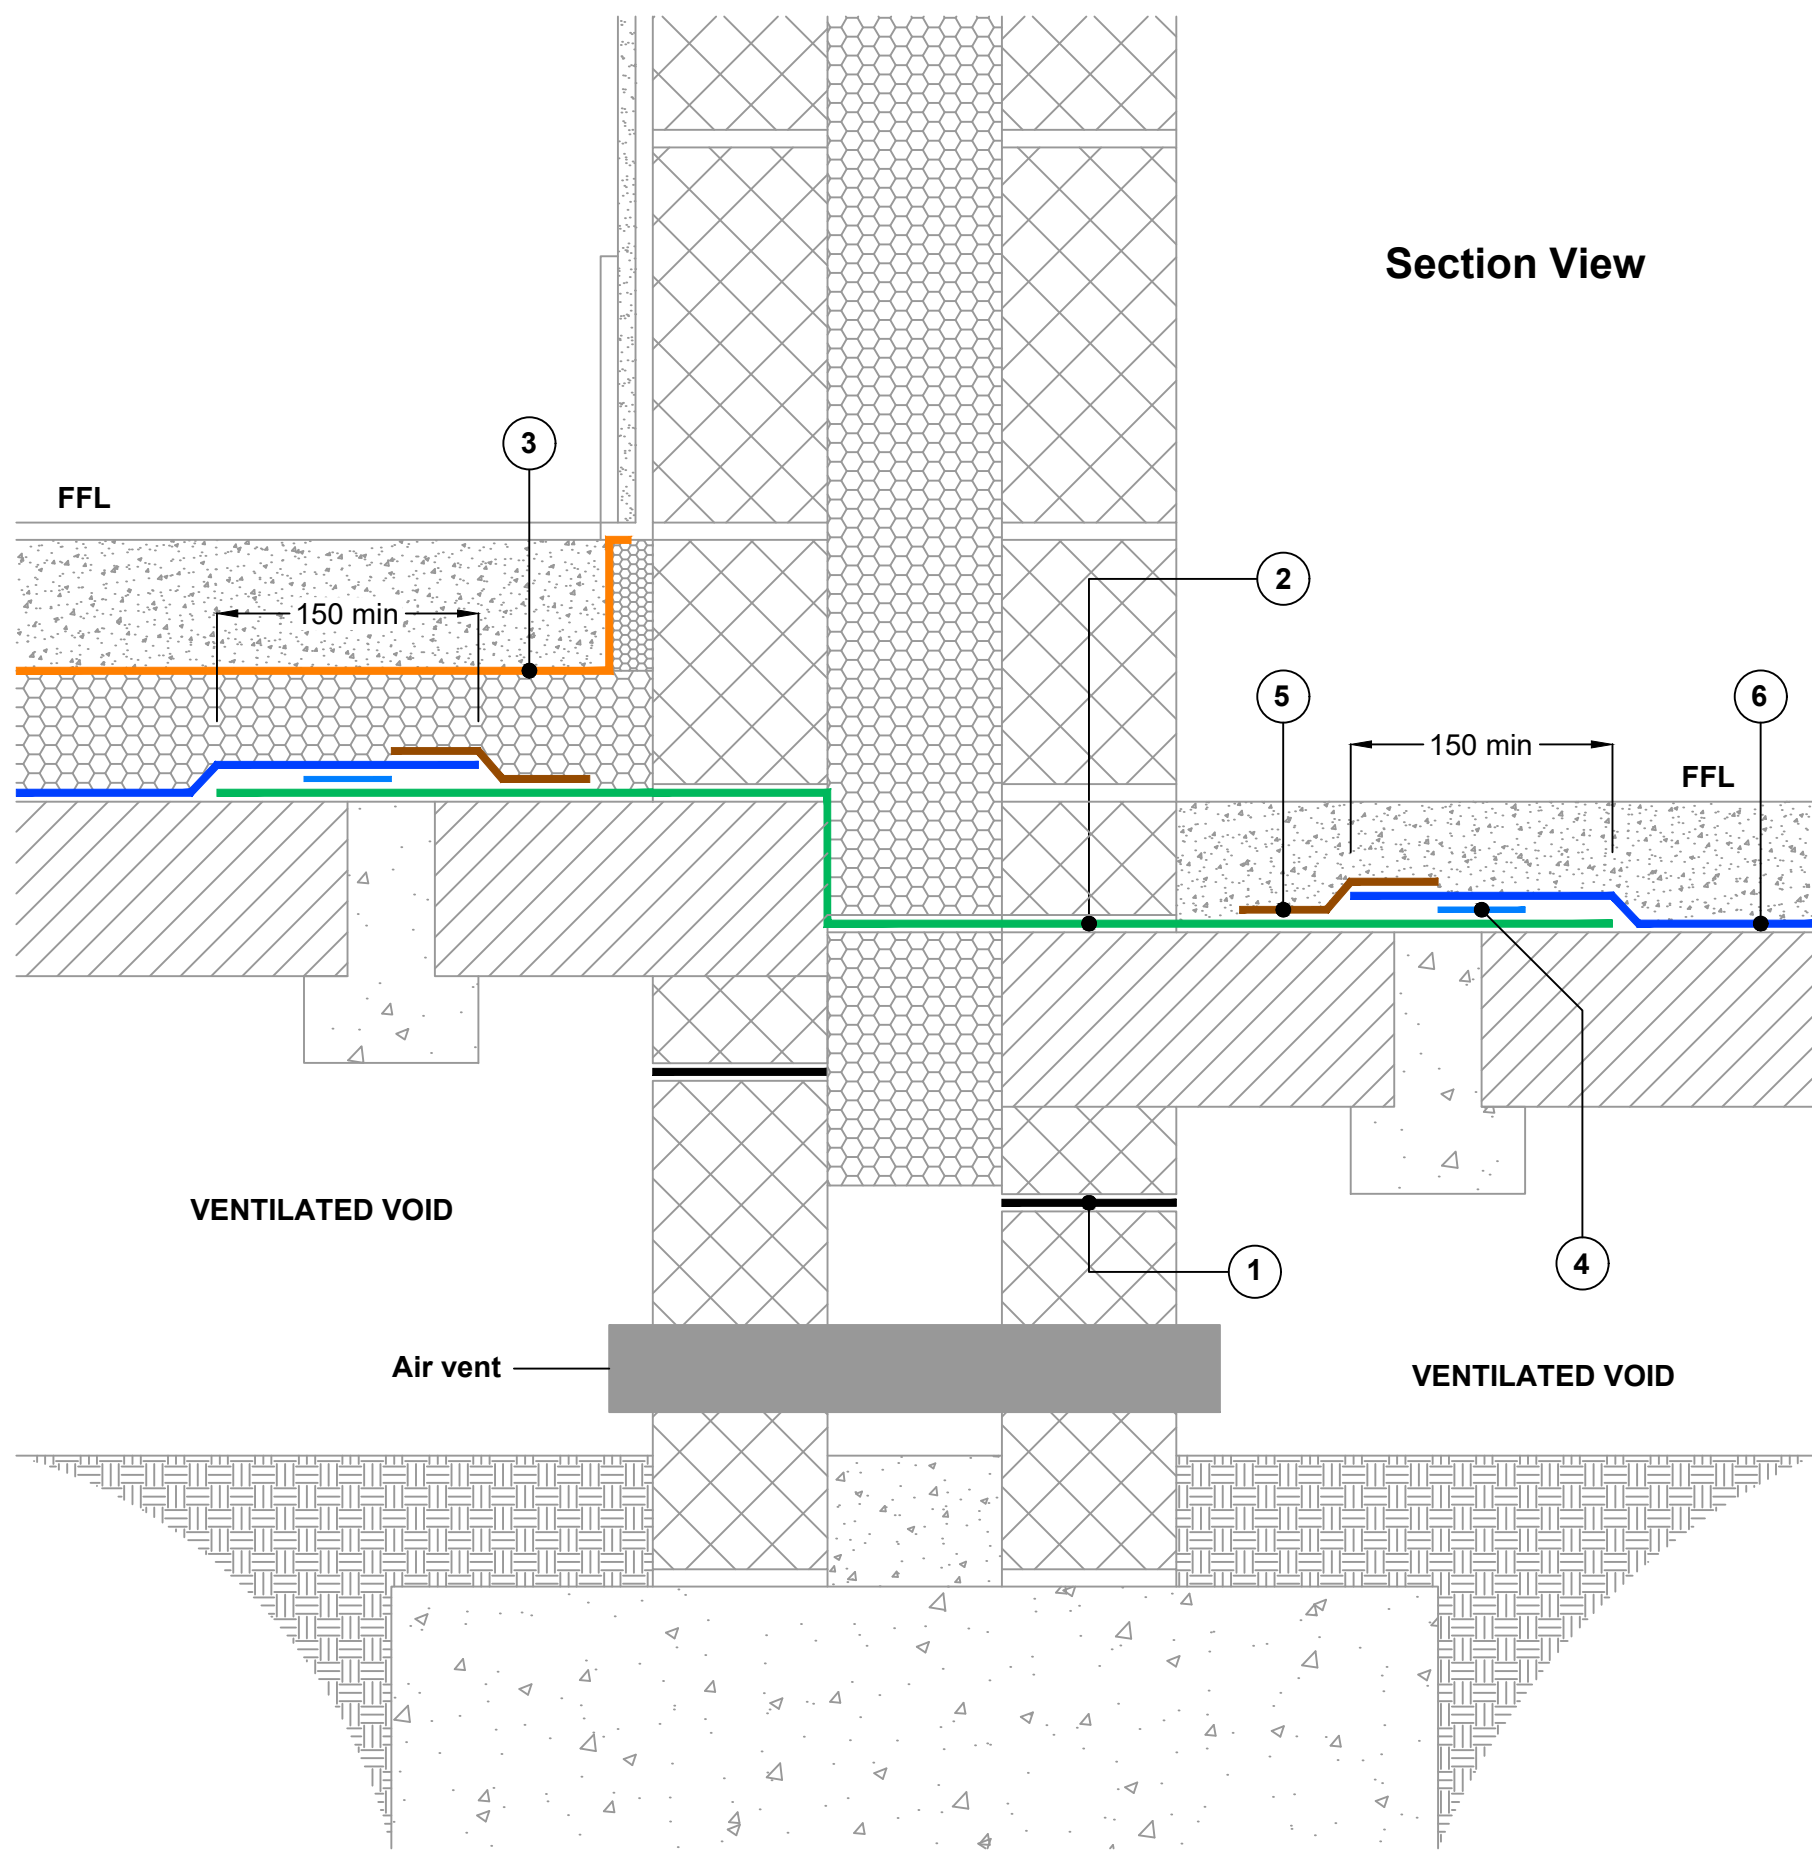 Section View
3
FFL
2
150 min
5
6
150 min
FFL
VENTILATED VOID
4
1
Air vent
VENTILATED VOID